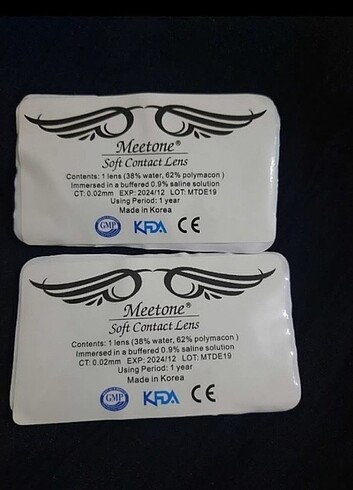 Meetone®
Soft Contact Lens
Contents: 1 lens (38% water, 62% polymacon)
Immersed in a buffered 0.9% saline solution
CT: 0.02mm EXP: 2024/12 LOT: MTDE19
Using Period: 1 year
Made in Korea
GMP KFDA CE
Meetone®
Soft Contact Lens
Contents: 1 lens (38% water, 62% polymacon)
Immersed in a buffered 0.9% saline solution
CT: 0.02mm EXP: 2024/12 LOT: MTDE19
Using Period: 1 year
Made in Korea
GMP KFDA CE